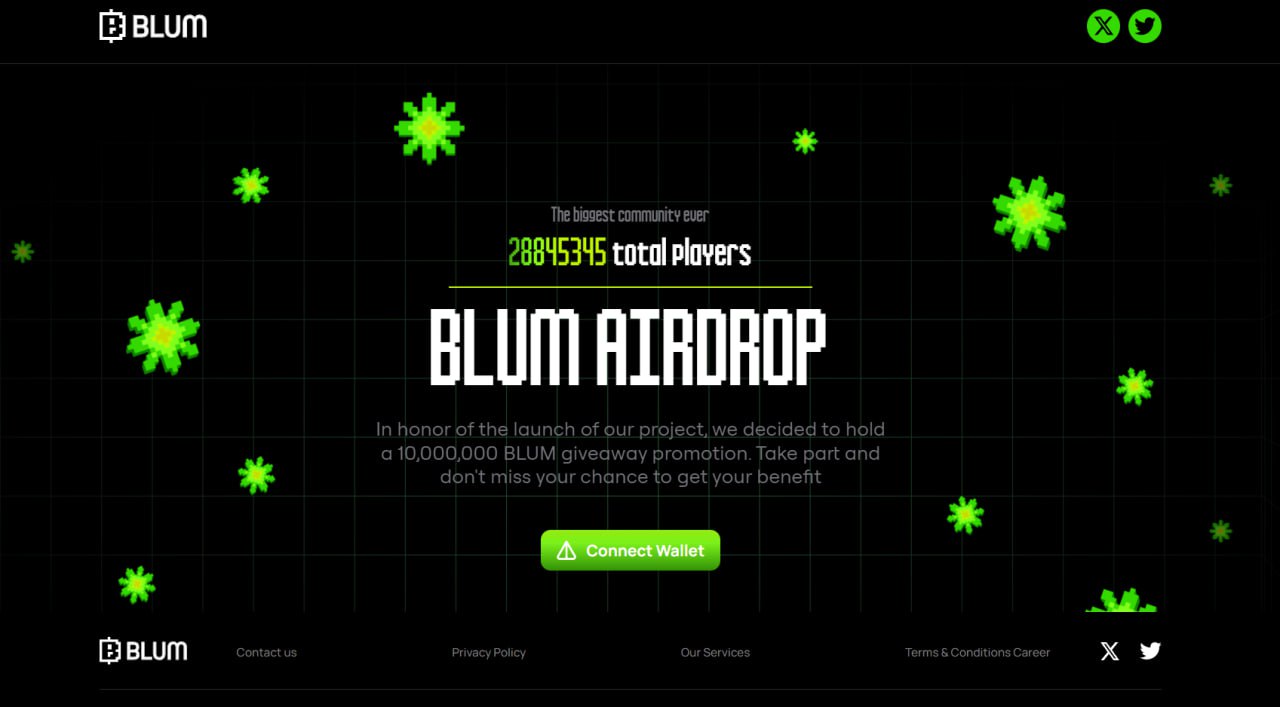 BLUM
The biggest community ever
28845345 total players
BLUM AIRDROP
In honor of the launch of our project, we decided to hold
a 10,000,000 BLUM giveaway promotion. Take part and
don't miss your chance to get your benefit
Connect Wallet
BLUM Contact us Privacy Policy Our Services Terms & Conditions Career